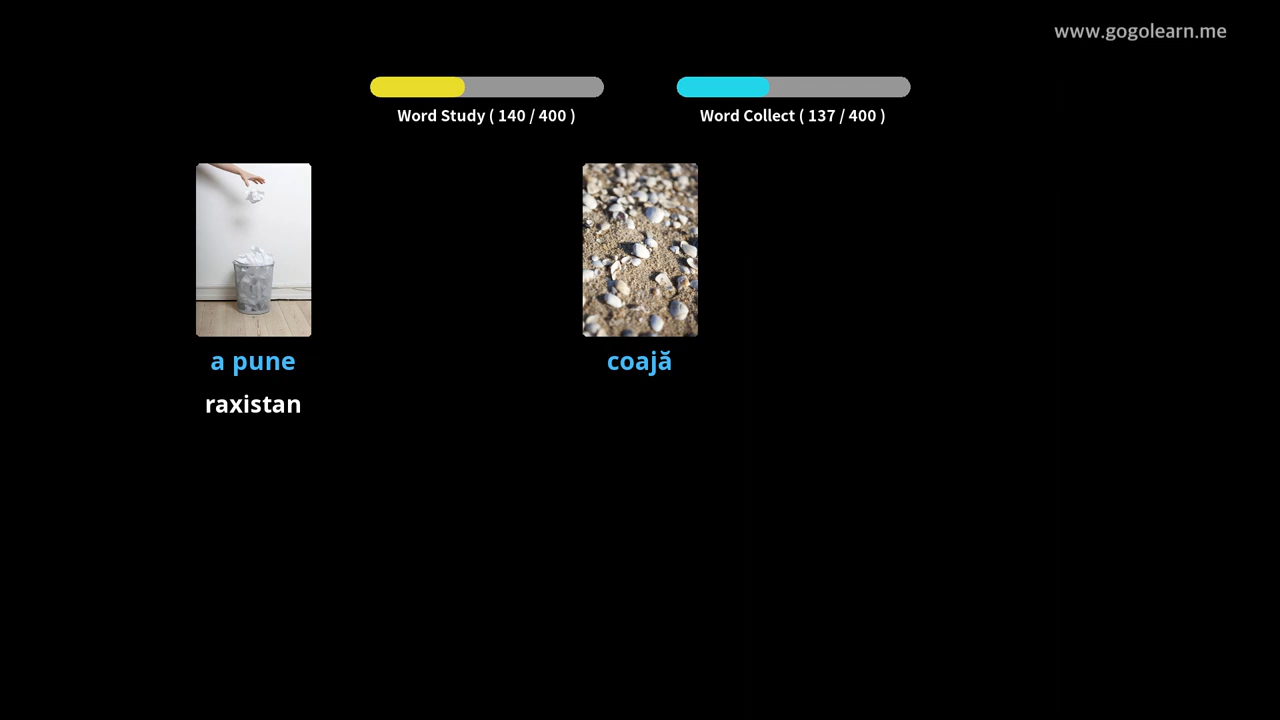 www.gogolearn.me
Word Study ( 140 / 400 )
Word Collect ( 137 / 400 )
a pune
coajă
raxistan